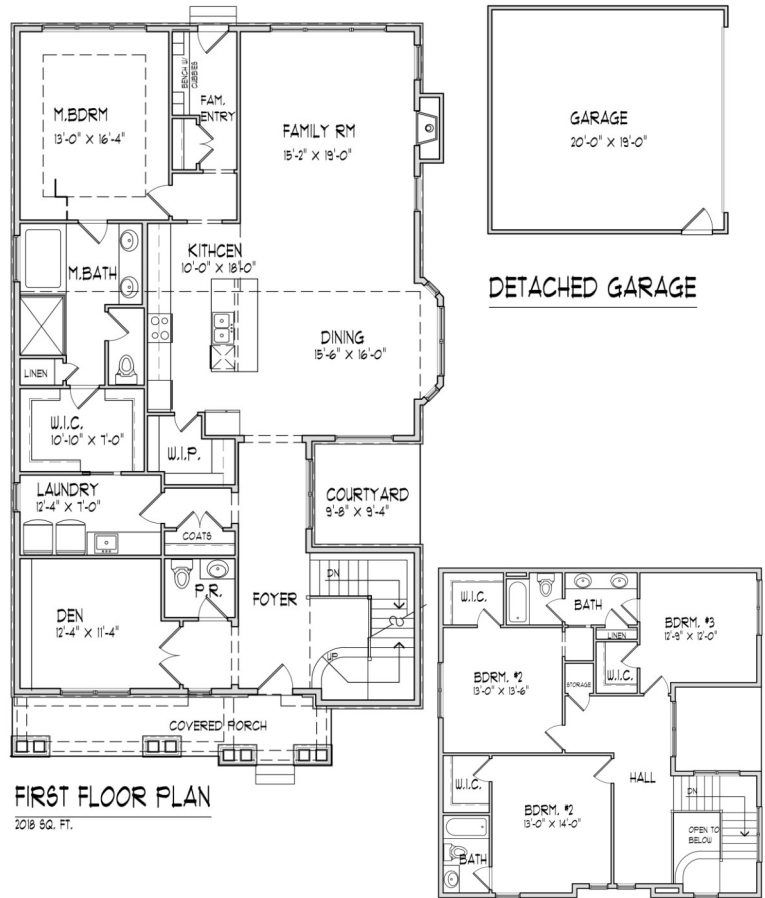 M.BDRM
13'-0" X 16'-4"
BENCH W/
CUBBIES
FAM.
ENTRY
FAMILY RM
15'-2" X 19'-0"
GARAGE
20'-0" X 19'-0"
DETACHED GARAGE
M.BATH
KITHCEN
10'-0" X 18'-0"
DINING
15'-6" X 16'-0"
LINEN
W.I.C.
10'-10" X 7'-0"
W.I.P.
LAUNDRY
12'-4" X 7'-0"
COATS
COURTYARD
9'-8" X 9'-4"
DEN
12'-4" X 11'-4"
P.R.
FOYER
DN
UP
COVERED PORCH
FIRST FLOOR PLAN
2018 SQ. FT.
W.I.C.
BATH
LINEN
BDRM. #3
12'-9" X 12'-0"
BDRM. #2
13'-0" X 13'-6"
STORAGE
W.I.C.
HALL
W.I.C.
BDRM. #2
13'-0" X 14'-0"
BATH
DN
OPEN TO
BELOW